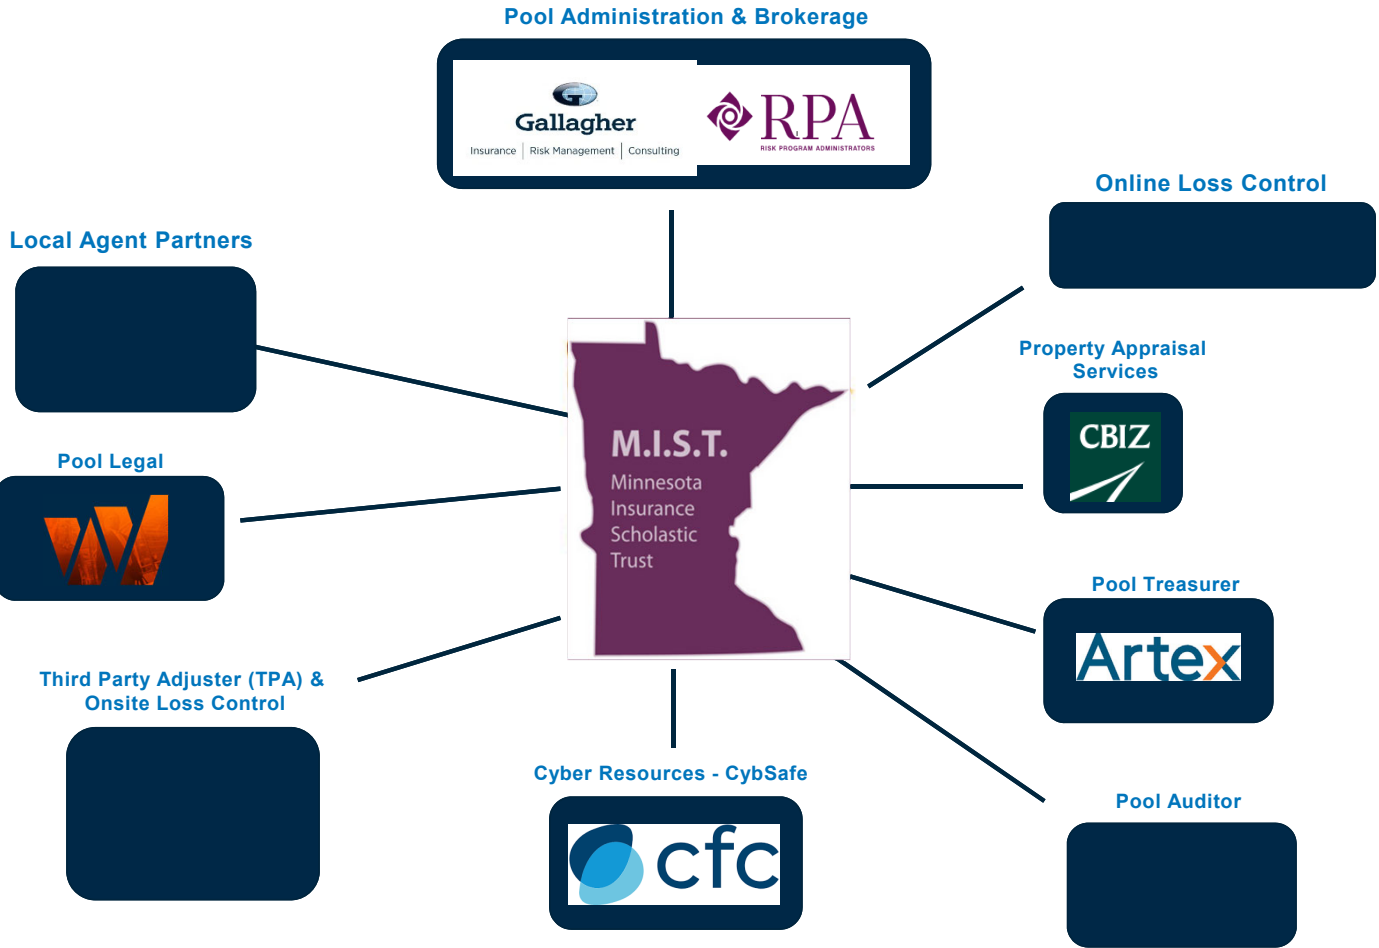 Pool Administration & Brokerage
Gallagher
Insurance | Risk Management | Consulting
RPA
RISK PROGRAM ADMINISTRATORS
Online Loss Control
Local Agent Partners
Property Appraisal
Services
CBIZ
M.I.S.T.
Minnesota
Insurance
Scholastic
Trust
Pool Legal
W
Pool Treasurer
Artex
Third Party Adjuster (TPA) &
Onsite Loss Control
Cyber Resources - CybSafe
cfc
Pool Auditor